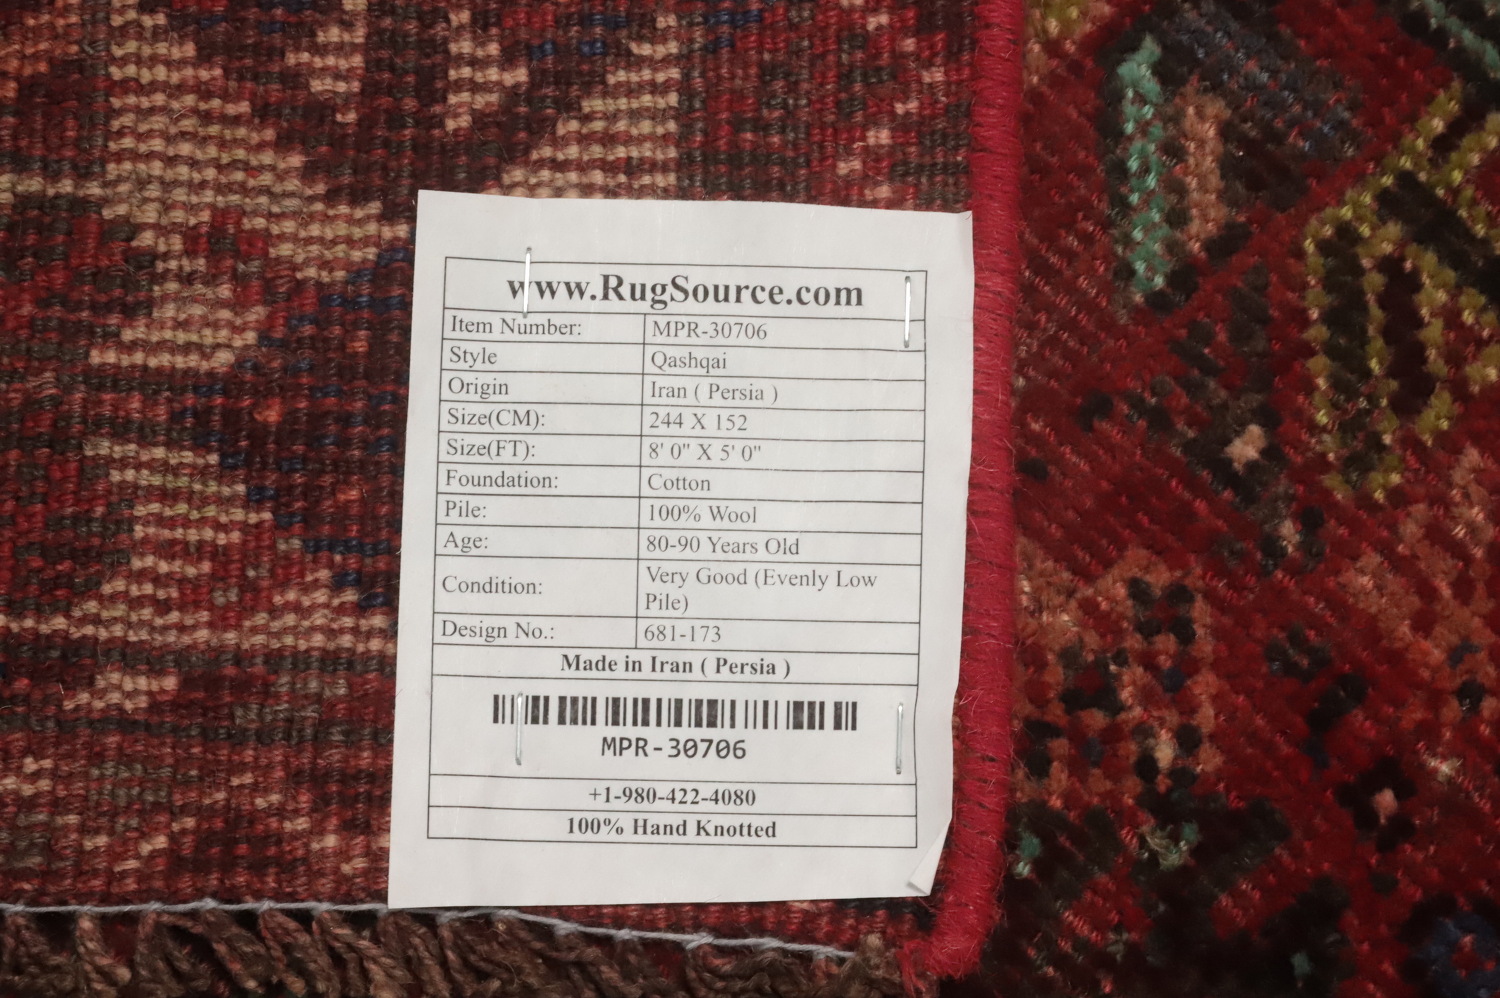 www.RugSource.com
Item Number: MPR-30706
Style Qashqai
Origin Iran ( Persia )
Size(CM): 244 X 152
Size(FT): 8' 0" X 5' 0"
Foundation: Cotton
Pile: 100% Wool
Age: 80-90 Years Old
Condition: Very Good (Evenly Low
Pile)
Design No.: 681-173
Made in Iran ( Persia )
MPR-30706
+1-980-422-4080
100% Hand Knotted